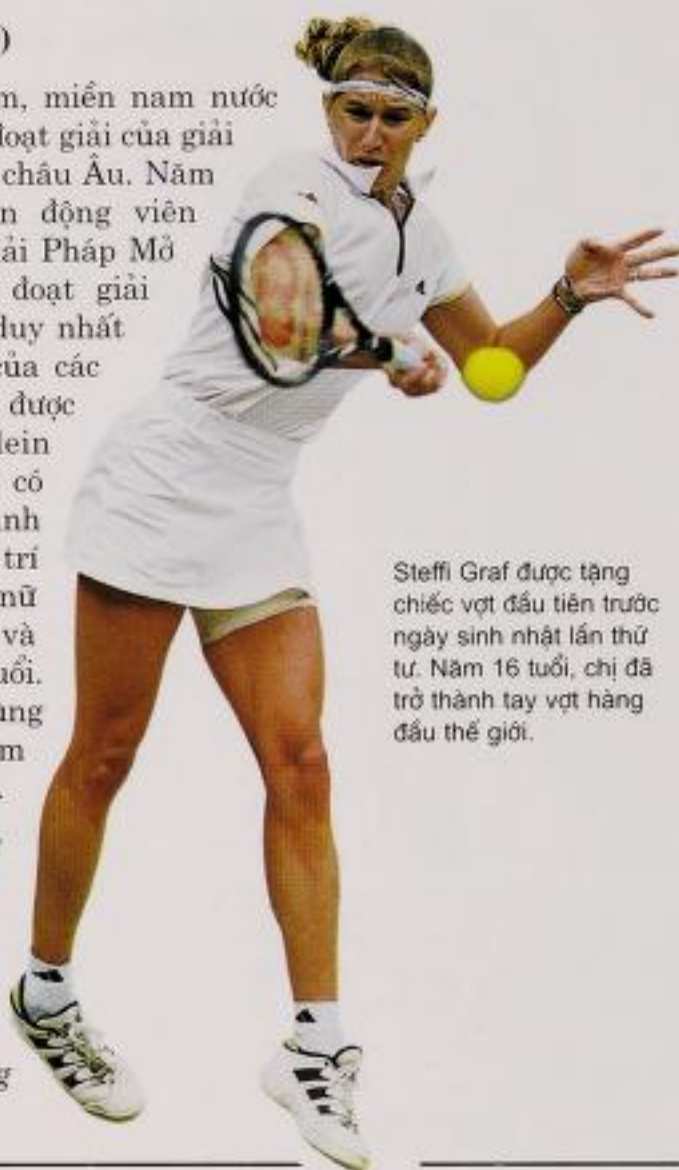 )
m, miền nam nước
đoạt giải của giải
châu Âu. Năm
n động viên
ải Pháp Mở
đoạt giải
duy nhất
của các
được
lein
có
ành
trí
nữ
và
uổi.
ùng
m
.
g
Steffi Graf được tặng
chiếc vợt đầu tiên trước
ngày sinh nhật lần thứ
tư. Năm 16 tuổi, chị đã
trở thành tay vợt hàng
đầu thế giới.